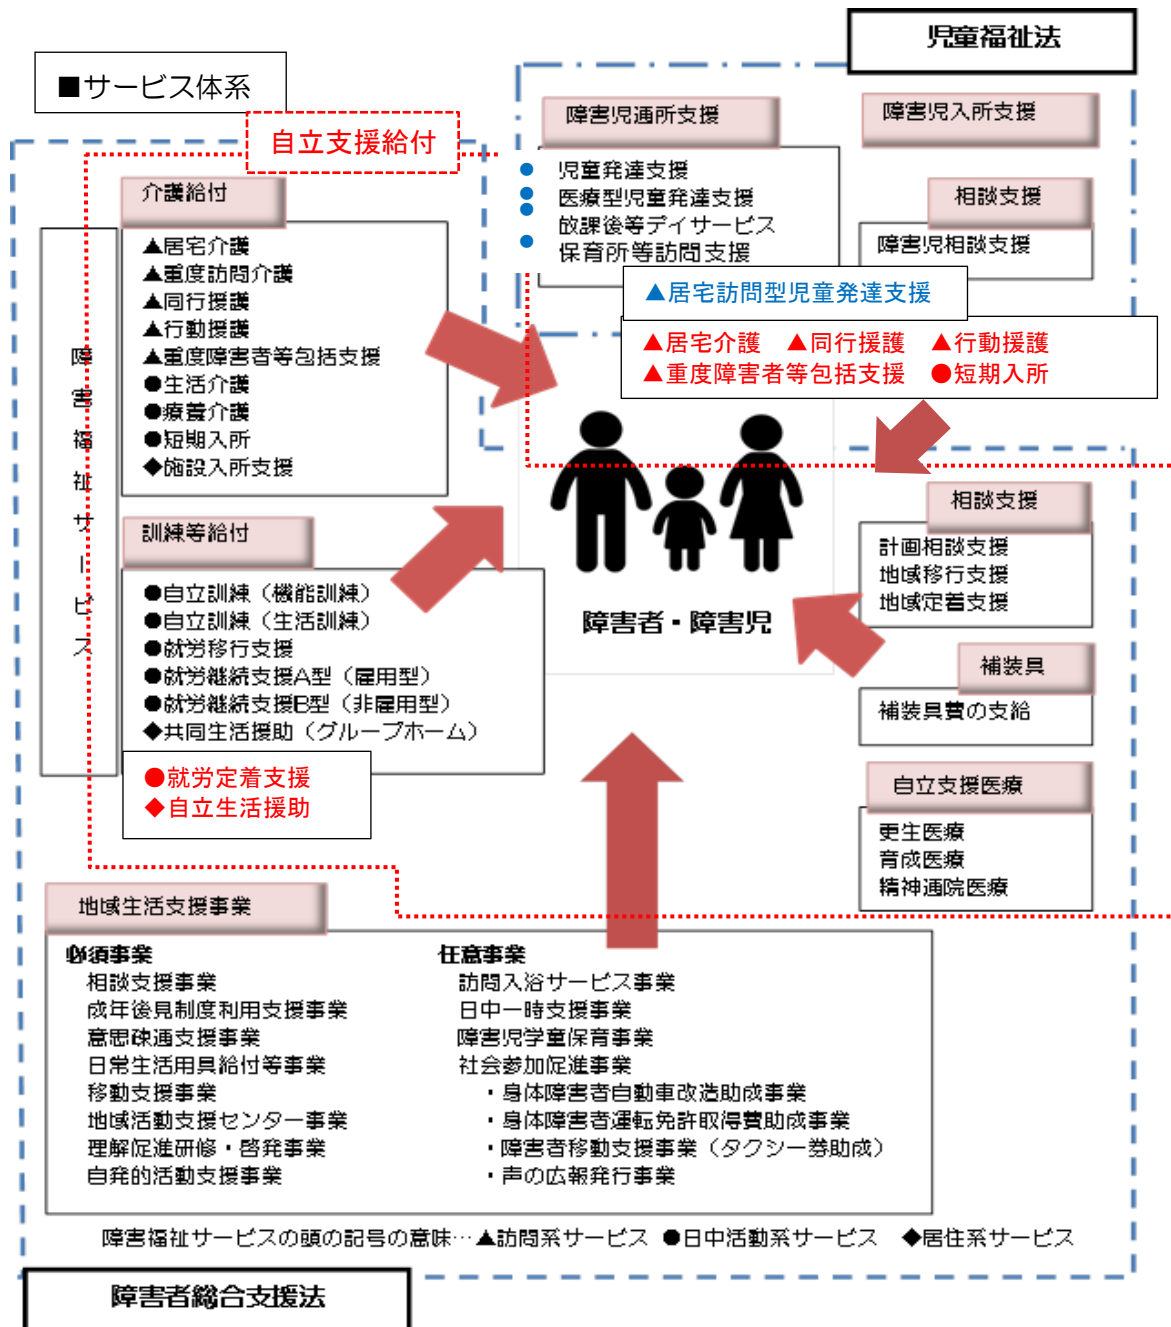 児童福祉法
■サービス体系
自立支援給付
障害児通所支援
児童発達支援
医療型児童発達支援
放課後等デイサービス
保育所等訪問支援
障害児入所支援
相談支援
障害児相談支援
▲居宅訪問型児童発達支援
▲居宅介護 ▲同行援護 ▲行動援護
▲重度障害者等包括支援 ●短期入所
障害福祉サービス
介護給付
▲居宅介護
▲重度訪問介護
▲同行援護
▲行動援護
▲重度障害者等包括支援
●生活介護
●療養介護
●短期入所
◆施設入所支援
訓練等給付
●自立訓練（機能訓練）
●自立訓練（生活訓練）
●就労移行支援
●就労継続支援A型（雇用型）
●就労継続支援B型（非雇用型）
◆共同生活援助（グループホーム）
●就労定着支援
◆自立生活援助
障害者・障害児
相談支援
計画相談支援
地域移行支援
地域定着支援
補装具
補装具費の支給
自立支援医療
更生医療
育成医療
精神通院医療
地域生活支援事業
必須事業
相談支援事業
成年後見制度利用支援事業
意思疎通支援事業
日常生活用具給付等事業
移動支援事業
地域活動支援センター事業
理解促進研修・啓発事業
自発的活動支援事業
任意事業
訪問入浴サービス事業
日中一時支援事業
障害児学童保育事業
社会参加促進事業
・身体障害者自動車改造助成事業
・身体障害者運転免許取得費助成事業
・障害者移動支援事業（タクシー券助成）
・声の広報発行事業
障害福祉サービスの頭の記号の意味…▲訪問系サービス ●日中活動系サービス ◆居住系サービス
障害者総合支援法